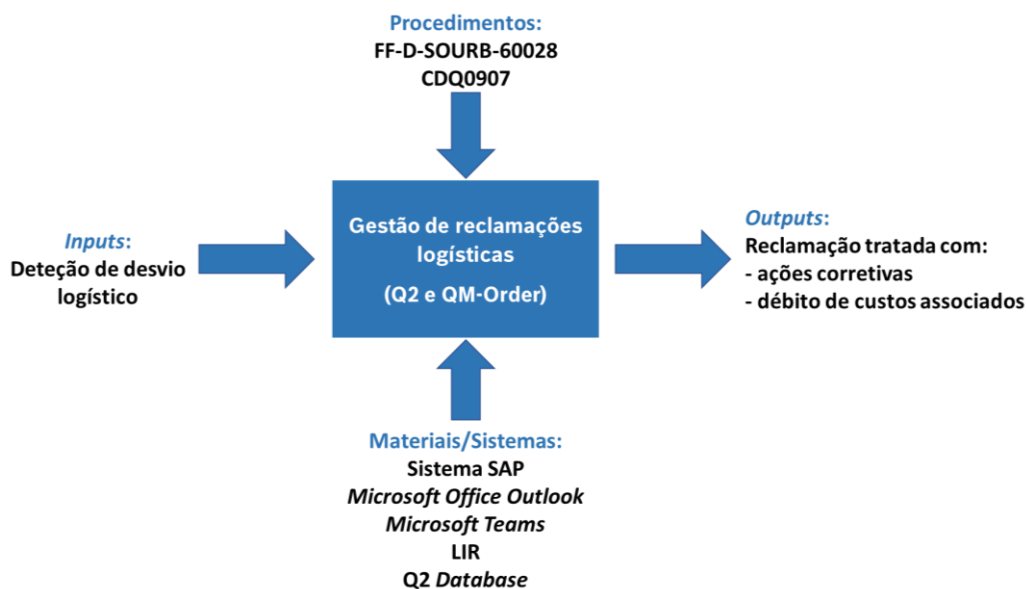 Procedimentos:
FF-D-SOURB-60028
CDQ0907
Inputs:
Deteção de desvio
logístico
Gestão de reclamações
logísticas
(Q2 e QM-Order)
Outputs:
Reclamação tratada com:
- ações corretivas
- débito de custos associados
Materiais/Sistemas:
Sistema SAP
Microsoft Office Outlook
Microsoft Teams
LIR
Q2 Database